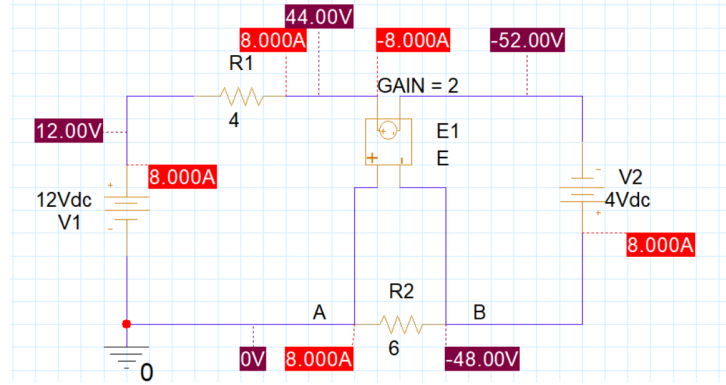 44.00V
8.000A
-8.000A
-52.00V
R1
GAIN = 2
4
12.00V
E1
E
+ -
+
8.000A
-
V2
12Vdc
4Vdc
V1
+
-
8.000A
R2
A
B
6
0V
8.000A
-48.00V
0